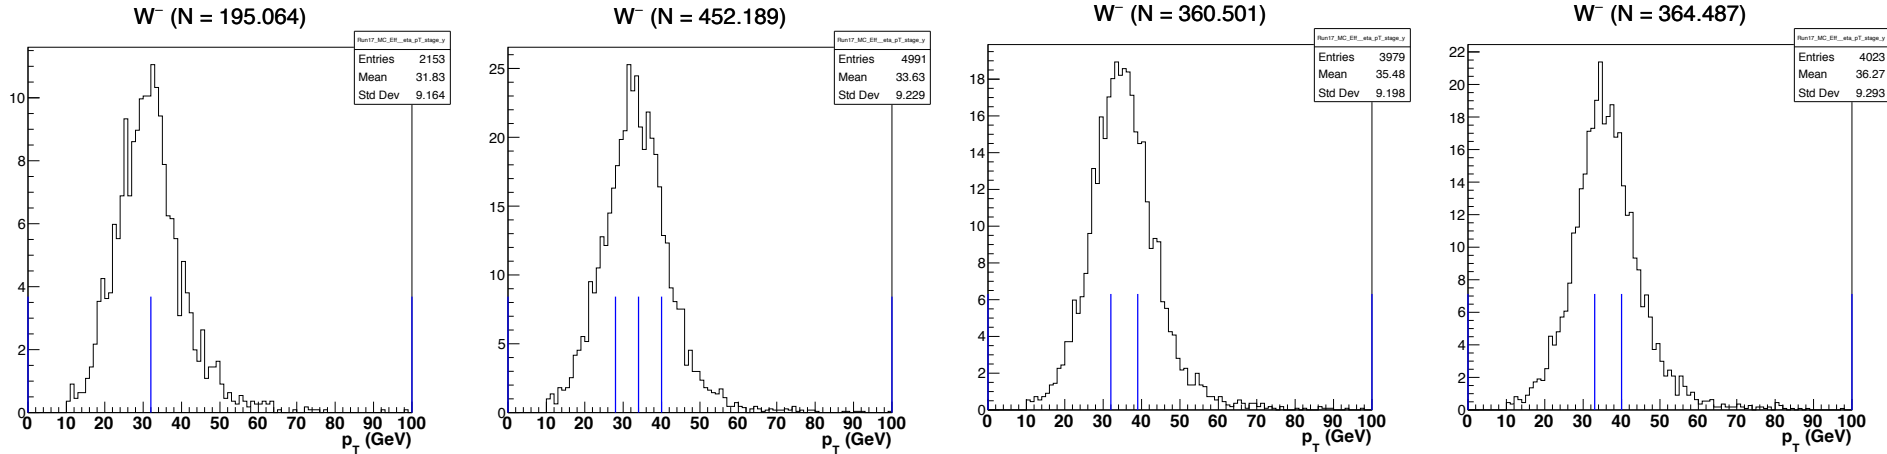 W⁻ (N = 195.064)
Run17_MC_Eff__eta_pT_stage_y
Entries 2153
Mean 31.83
Std Dev 9.164
10
8
6
4
2
0
0 10 20 30 40 50 60 70 80 90 100
p_T (GeV)
W⁻ (N = 452.189)
Run17_MC_Eff__eta_pT_stage_y
Entries 4991
Mean 33.63
Std Dev 9.229
25
20
15
10
5
0
0 10 20 30 40 50 60 70 80 90 100
p_T (GeV)
W⁻ (N = 360.501)
Run17_MC_Eff__eta_pT_stage_y
Entries 3979
Mean 35.48
Std Dev 9.198
18
16
14
12
10
8
6
4
2
0
0 10 20 30 40 50 60 70 80 90 100
p_T (GeV)
W⁻ (N = 364.487)
Run17_MC_Eff__eta_pT_stage_y
Entries 4023
Mean 36.27
Std Dev 9.293
22
20
18
16
14
12
10
8
6
4
2
0
0 10 20 30 40 50 60 70 80 90 100
p_T (GeV)